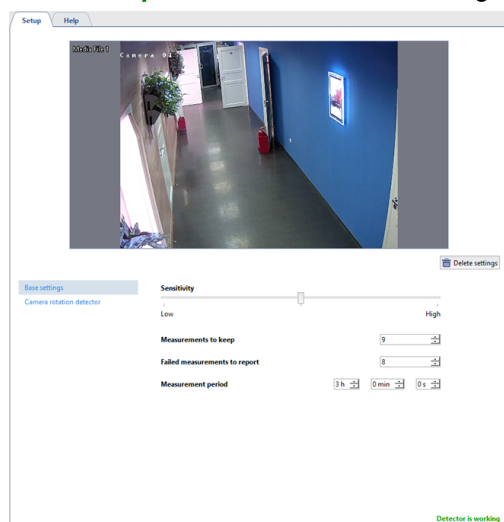 Setup Help
Media File 1
Camera 01
Delete settings
Base settings
Camera rotation detector
Sensitivity
Low High
Measurements to keep 9
Failed measurements to report 8
Measurement period 3 h 0 min 0 s
Detector is working